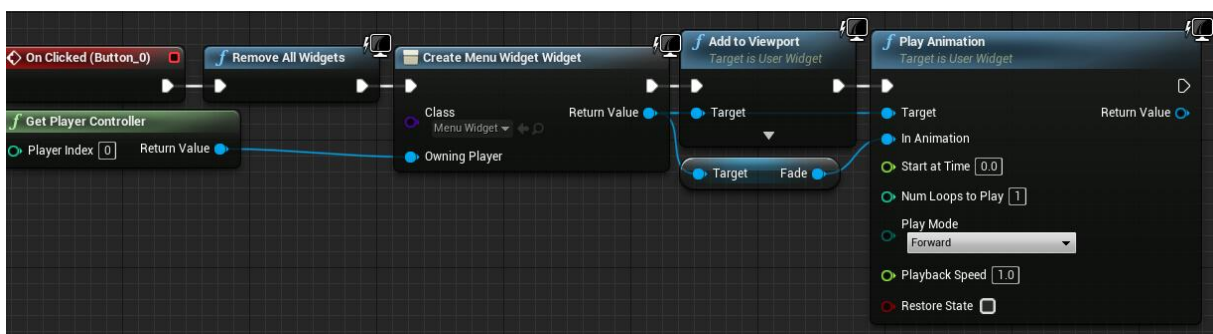 On Clicked (Button_0)
f Remove All Widgets
Create Menu Widget Widget
Class
Menu Widget
Return Value
Owning Player
f Get Player Controller
Player Index 0
Return Value
f Add to Viewport
Target is User Widget
Target
Target Fade
f Play Animation
Target is User Widget
Target
Return Value
In Animation
Start at Time 0.0
Num Loops to Play 1
Play Mode
Forward
Playback Speed 1.0
Restore State